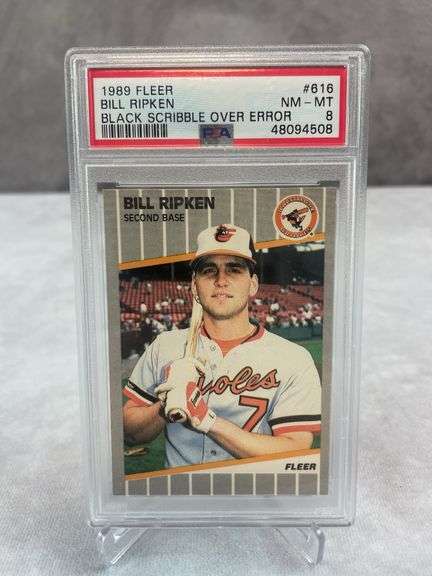 1989 FLEER #616
BILL RIPKEN NM-MT
BLACK SCRIBBLE OVER ERROR 8
PSA 48094508
BILL RIPKEN
SECOND BASE
Orioles
7
FLEER